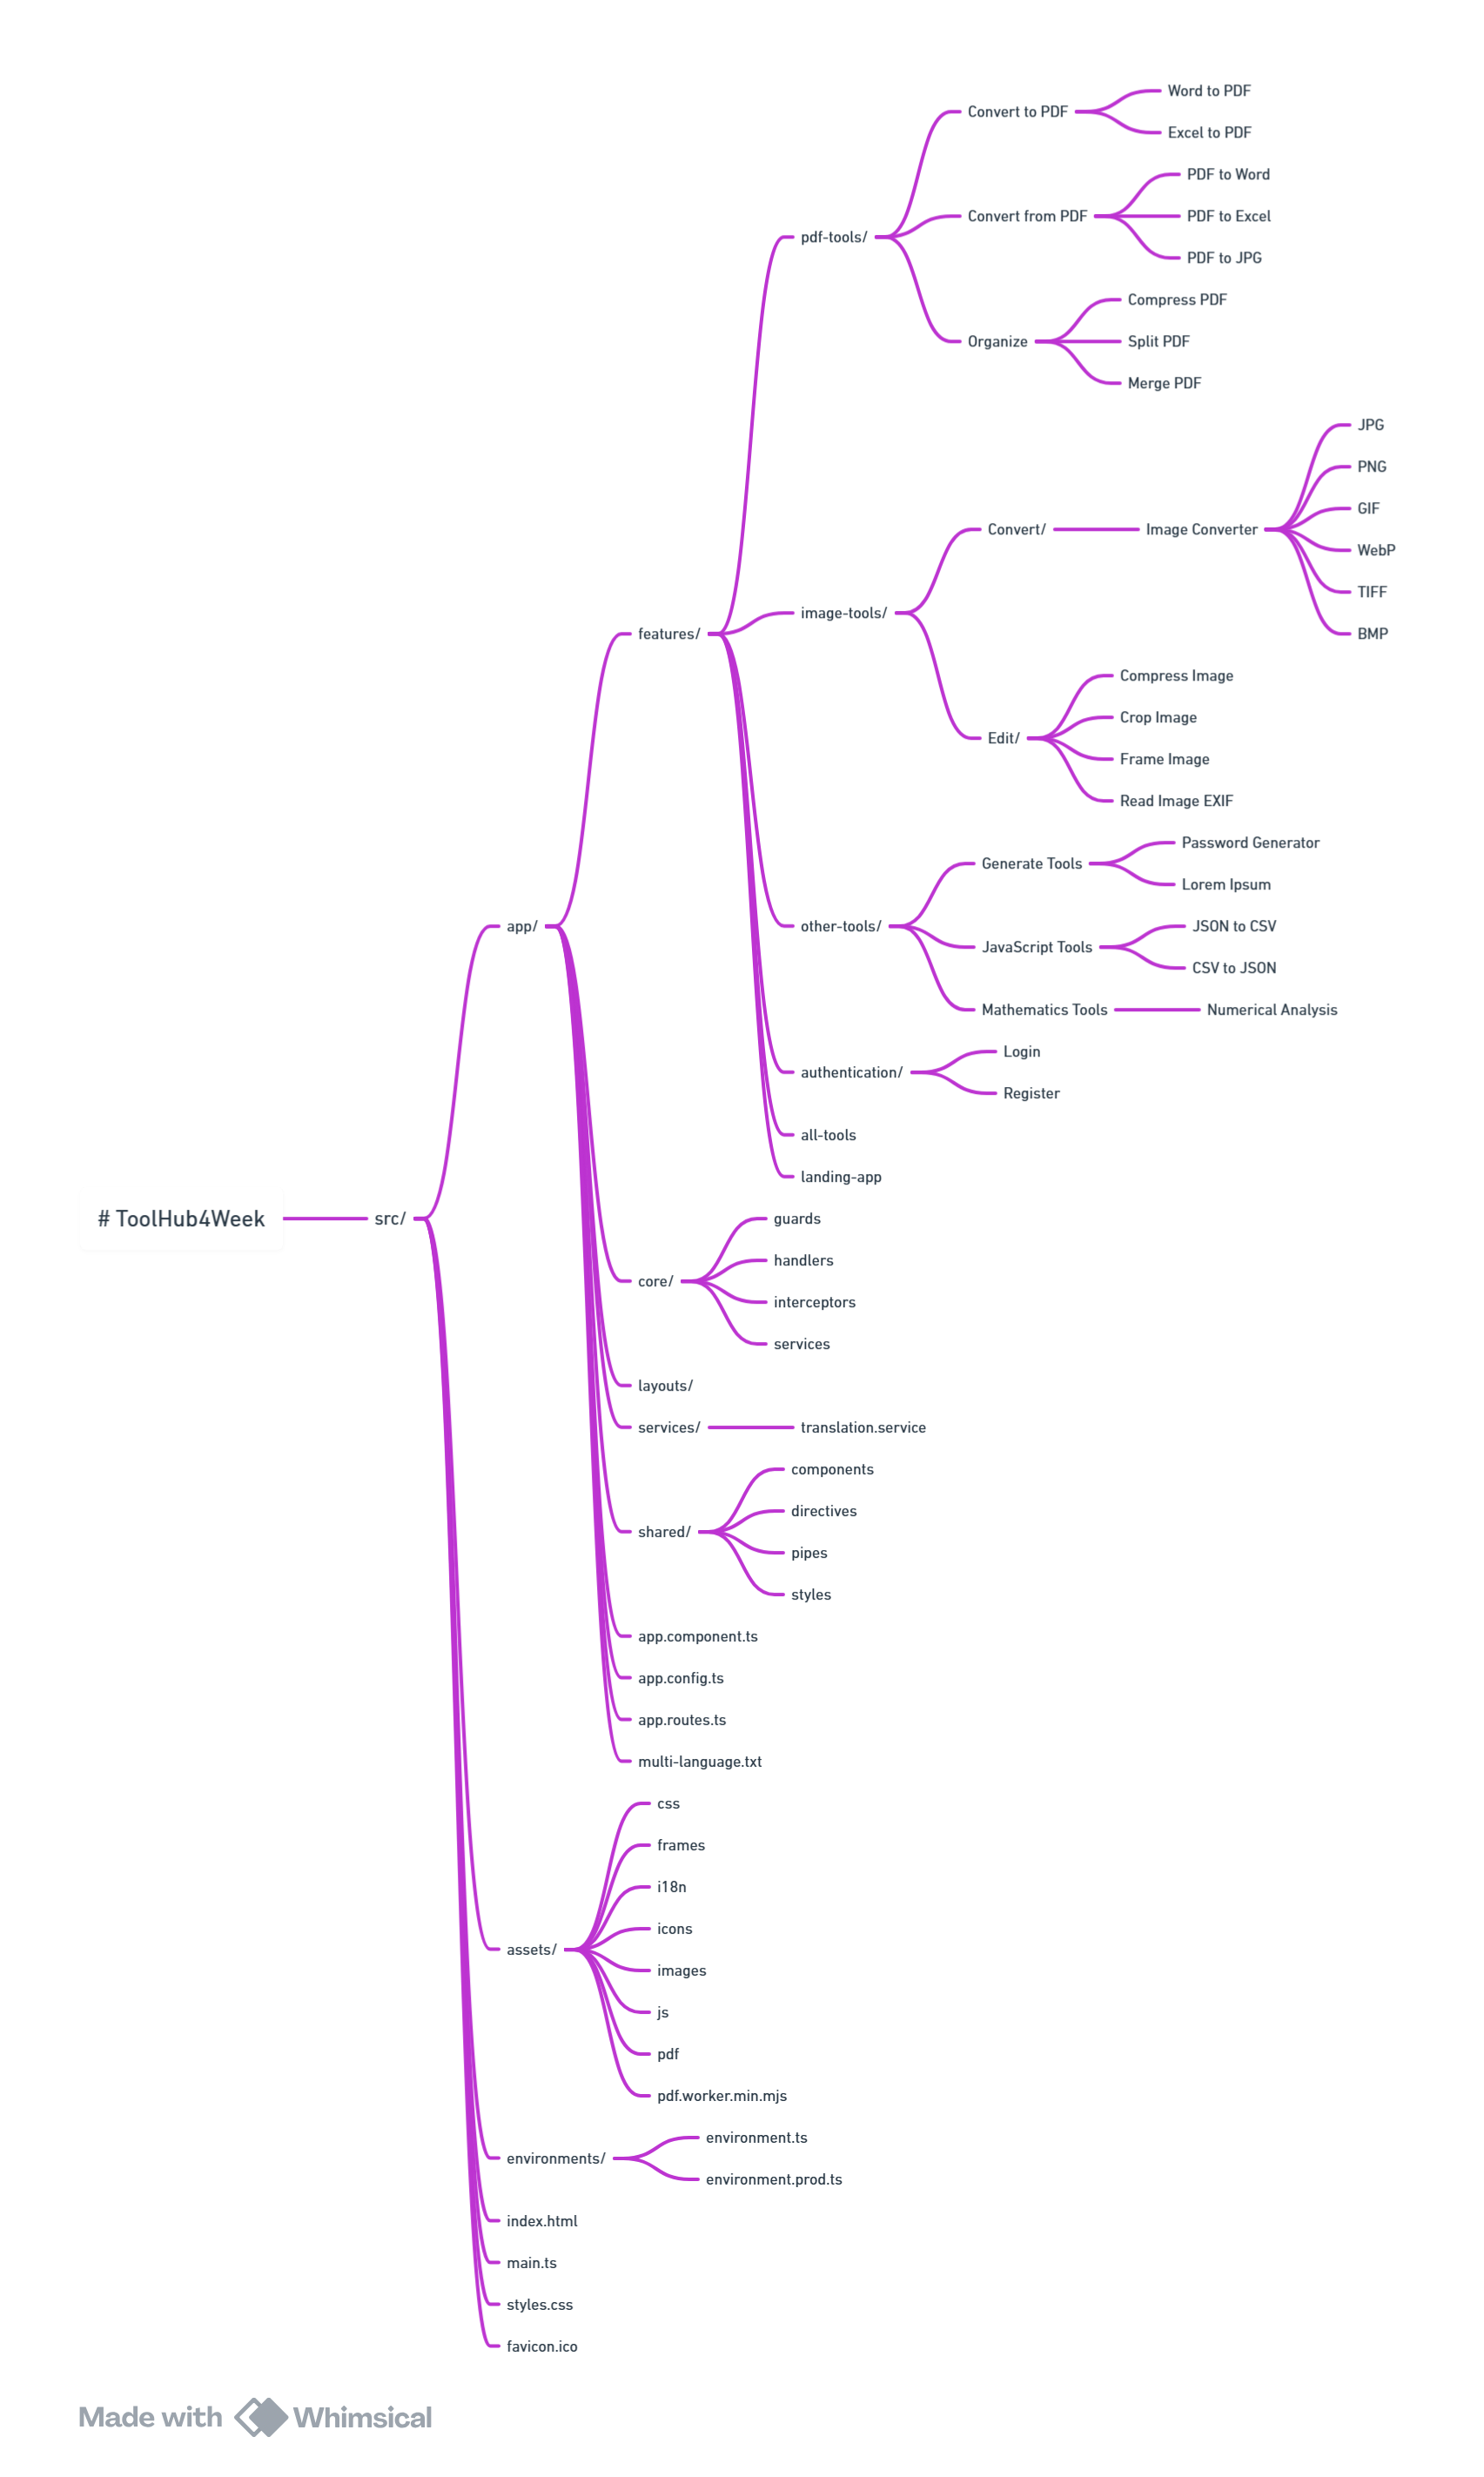 Word to PDF
Convert to PDF
Excel to PDF
PDF to Word
Convert from PDF
PDF to Excel
pdf-tools/
PDF to JPG
Compress PDF
Organize
Split PDF
Merge PDF
JPG
PNG
GIF
Convert/
Image Converter
WebP
TIFF
image-tools/
features/
BMP
Compress Image
Crop Image
Edit/
Frame Image
Read Image EXIF
Password Generator
Generate Tools
Lorem Ipsum
app/
other-tools/
JSON to CSV
JavaScript Tools
CSV to JSON
Mathematics Tools
Numerical Analysis
Login
authentication/
Register
all-tools
landing-app
# ToolHub4Week
src/
guards
handlers
core/
interceptors
services
layouts/
services/
translation.service
components
directives
shared/
pipes
styles
app.component.ts
app.config.ts
app.routes.ts
multi-language.txt
css
frames
i18n
icons
assets/
images
js
pdf
pdf.worker.min.mjs
environment.ts
environments/
environment.prod.ts
index.html
main.ts
styles.css
favicon.ico
Made with Whimsical